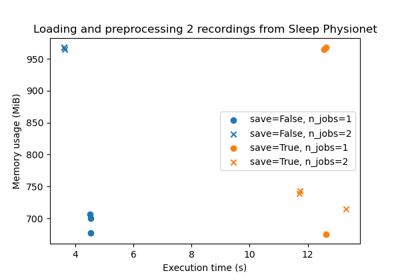 Loading and preprocessing 2 recordings from Sleep Physionet
950
900
850
800
750
700
Memory usage (MiB)
save=False, n_jobs=1
save=False, n_jobs=2
save=True, n_jobs=1
save=True, n_jobs=2
4 6 8 10 12
Execution time (s)